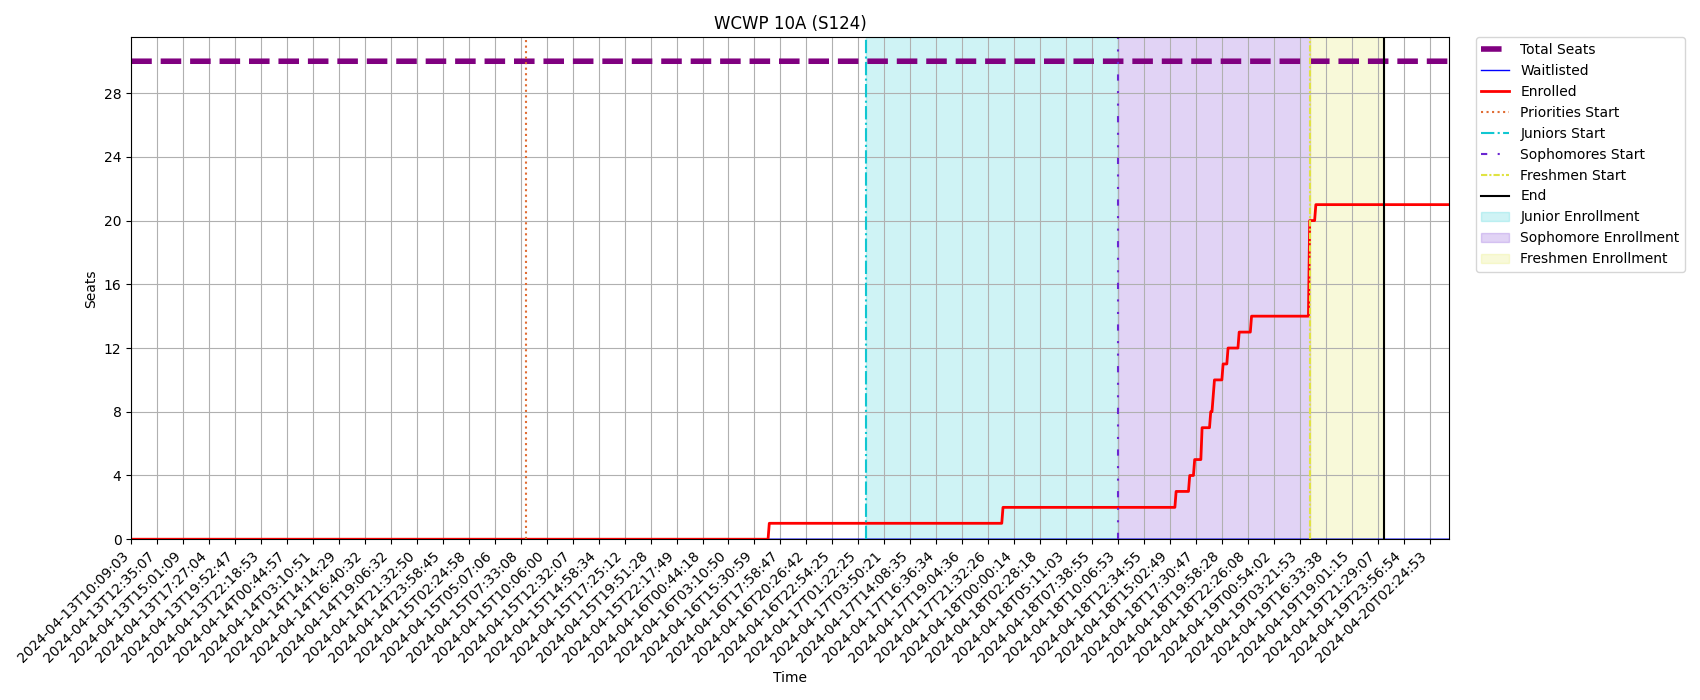 WCWP 10A (S124)
Total Seats
Waitlisted
Enrolled
Priorities Start
Juniors Start
Sophomores Start
Freshmen Start
End
Junior Enrollment
Sophomore Enrollment
Freshmen Enrollment
28
24
20
16
12
8
4
0
Seats
2024-04-13T10:09:03
2024-04-13T12:35:07
2024-04-13T15:01:09
2024-04-13T17:27:04
2024-04-13T19:52:47
2024-04-13T22:18:53
2024-04-14T00:44:57
2024-04-14T03:10:51
2024-04-14T14:14:29
2024-04-14T16:40:32
2024-04-14T19:06:32
2024-04-14T21:32:50
2024-04-14T23:58:45
2024-04-15T02:24:58
2024-04-15T05:07:06
2024-04-15T07:33:08
2024-04-15T10:06:00
2024-04-15T12:32:07
2024-04-15T14:58:34
2024-04-15T17:25:12
2024-04-15T19:51:28
2024-04-15T22:17:49
2024-04-16T00:44:18
2024-04-16T03:10:50
2024-04-16T15:30:59
2024-04-16T17:58:47
2024-04-16T20:26:42
2024-04-16T22:54:25
2024-04-17T01:22:25
2024-04-17T03:50:21
2024-04-17T14:08:35
2024-04-17T16:36:34
2024-04-17T19:04:36
2024-04-17T21:32:26
2024-04-18T00:00:14
2024-04-18T02:28:18
2024-04-18T05:11:03
2024-04-18T07:38:55
2024-04-18T10:06:53
2024-04-18T12:34:55
2024-04-18T15:02:49
2024-04-18T17:30:47
2024-04-18T19:58:28
2024-04-18T22:26:08
2024-04-19T00:54:02
2024-04-19T03:21:53
2024-04-19T16:33:38
2024-04-19T19:01:15
2024-04-19T21:29:07
2024-04-19T23:56:54
2024-04-20T02:24:53
Time